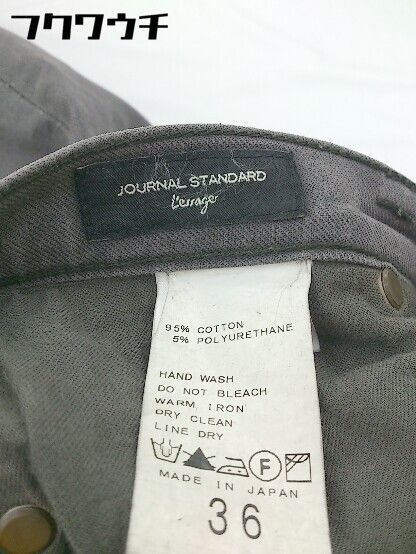 フクワウチ
JOURNAL STANDARD
L'essage
95% COTTON
5% POLYURETHANE
HAND WASH
DO NOT BLEACH
WARM IRON
DRY CLEAN
LINE DRY
F
MADE IN JAPAN
36